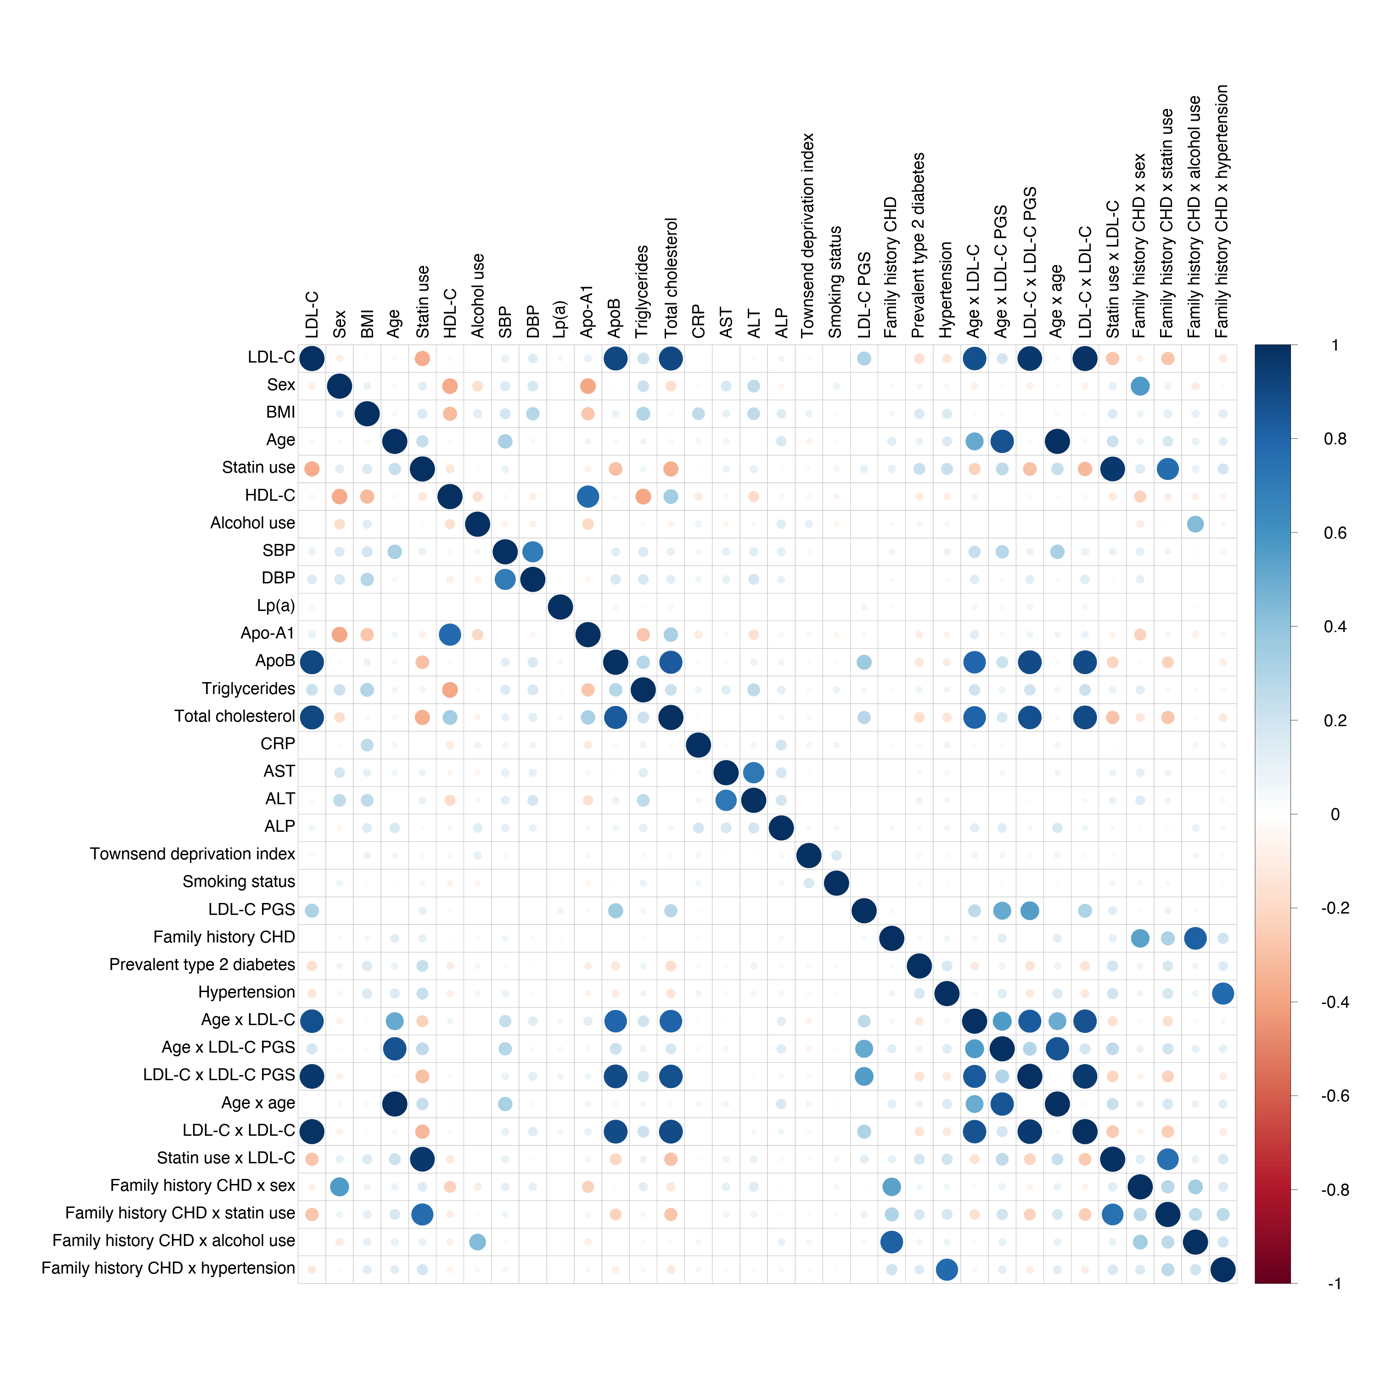 LDL-C
Sex
BMI
Age
Statin use
HDL-C
Alcohol use
SBP
DBP
Lp(a)
Apo-A1
ApoB
Triglycerides
Total cholesterol
CRP
AST
ALT
ALP
Townsend deprivation index
Smoking status
LDL-C PGS
Family history CHD
Prevalent type 2 diabetes
Hypertension
Age x LDL-C
Age x LDL-C PGS
LDL-C x LDL-C PGS
Age x age
LDL-C x LDL-C
Statin use x LDL-C
Family history CHD x sex
Family history CHD x statin use
Family history CHD x alcohol use
Family history CHD x hypertension
LDL-C
Sex
BMI
Age
Statin use
HDL-C
Alcohol use
SBP
DBP
Lp(a)
Apo-A1
ApoB
Triglycerides
Total cholesterol
CRP
AST
ALT
ALP
Townsend deprivation index
Smoking status
LDL-C PGS
Family history CHD
Prevalent type 2 diabetes
Hypertension
Age x LDL-C
Age x LDL-C PGS
LDL-C x LDL-C PGS
Age x age
LDL-C x LDL-C
Statin use x LDL-C
Family history CHD x sex
Family history CHD x statin use
Family history CHD x alcohol use
Family history CHD x hypertension
1
0.8
0.6
0.4
0.2
0
-0.2
-0.4
-0.6
-0.8
-1